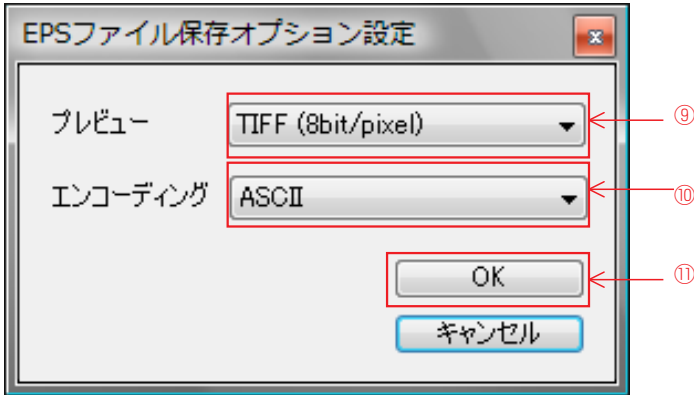 EPSファイル保存オプション設定
プレビュー TIFF (8bit/pixel) ⑨
エンコーディング ASCII ⑩
OK ⑪
キャンセル